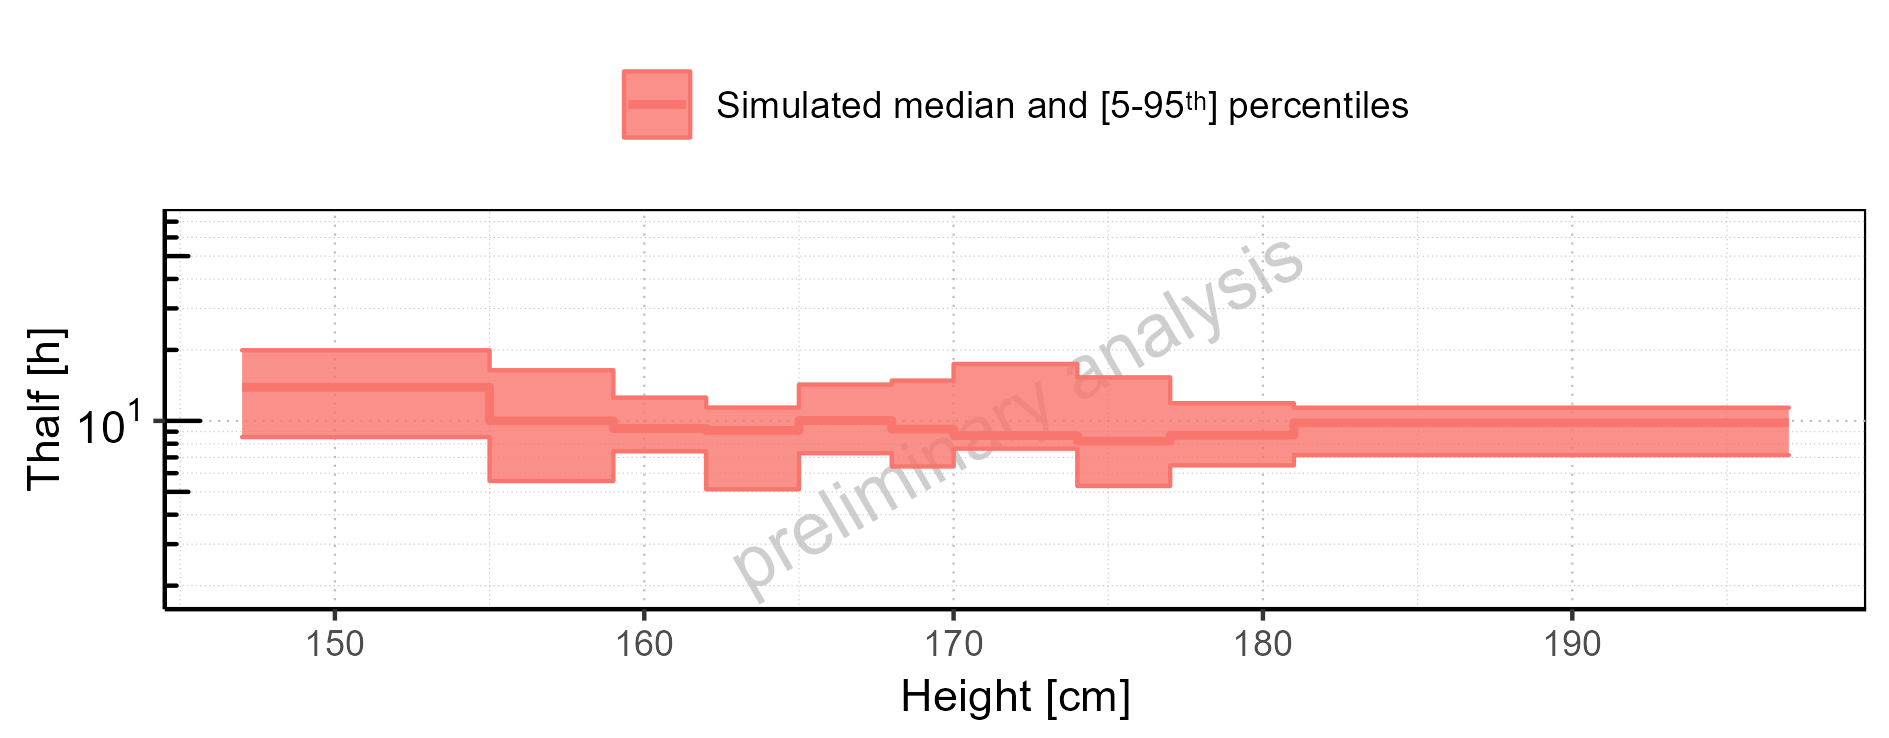 Simulated median and [5-95th] percentiles
Thalf [h]
10¹
preliminary analysis
150 160 170 180 190
Height [cm]